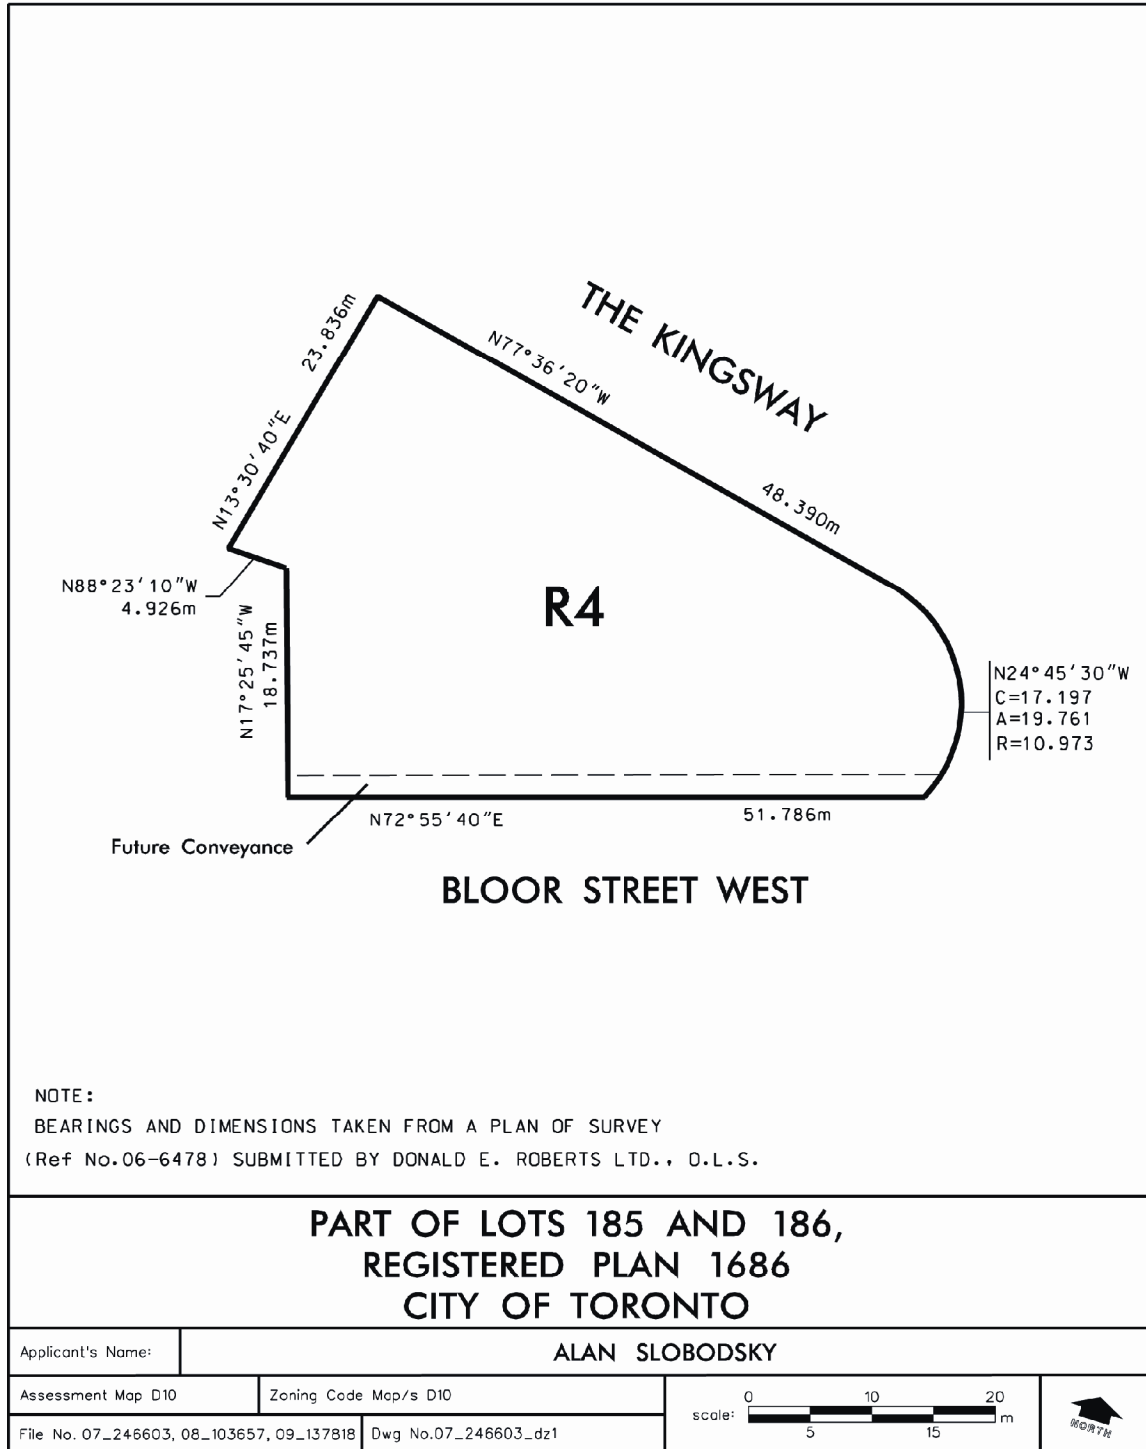 THE KINGSWAY
23.836m
N77°36'20"W
N13°30'40"E
48.390m
N88°23'10"W
4.926m
R4
N17°25'45"W
18.737m
N24°45'30"W
C=17.197
A=19.761
R=10.973
N72°55'40"E
51.786m
Future Conveyance
BLOOR STREET WEST
NOTE:
BEARINGS AND DIMENSIONS TAKEN FROM A PLAN OF SURVEY
(Ref No.06-6478) SUBMITTED BY DONALD E. ROBERTS LTD., O.L.S.
PART OF LOTS 185 AND 186,
REGISTERED PLAN 1686
CITY OF TORONTO
Applicant's Name:
ALAN SLOBODSKY
Assessment Map D10
Zoning Code Map/s D10
File No. 07_246603, 08_103657, 09_137818
Dwg No.07_246603_dz1
0 10 20
scale: m
5 15
NORTH